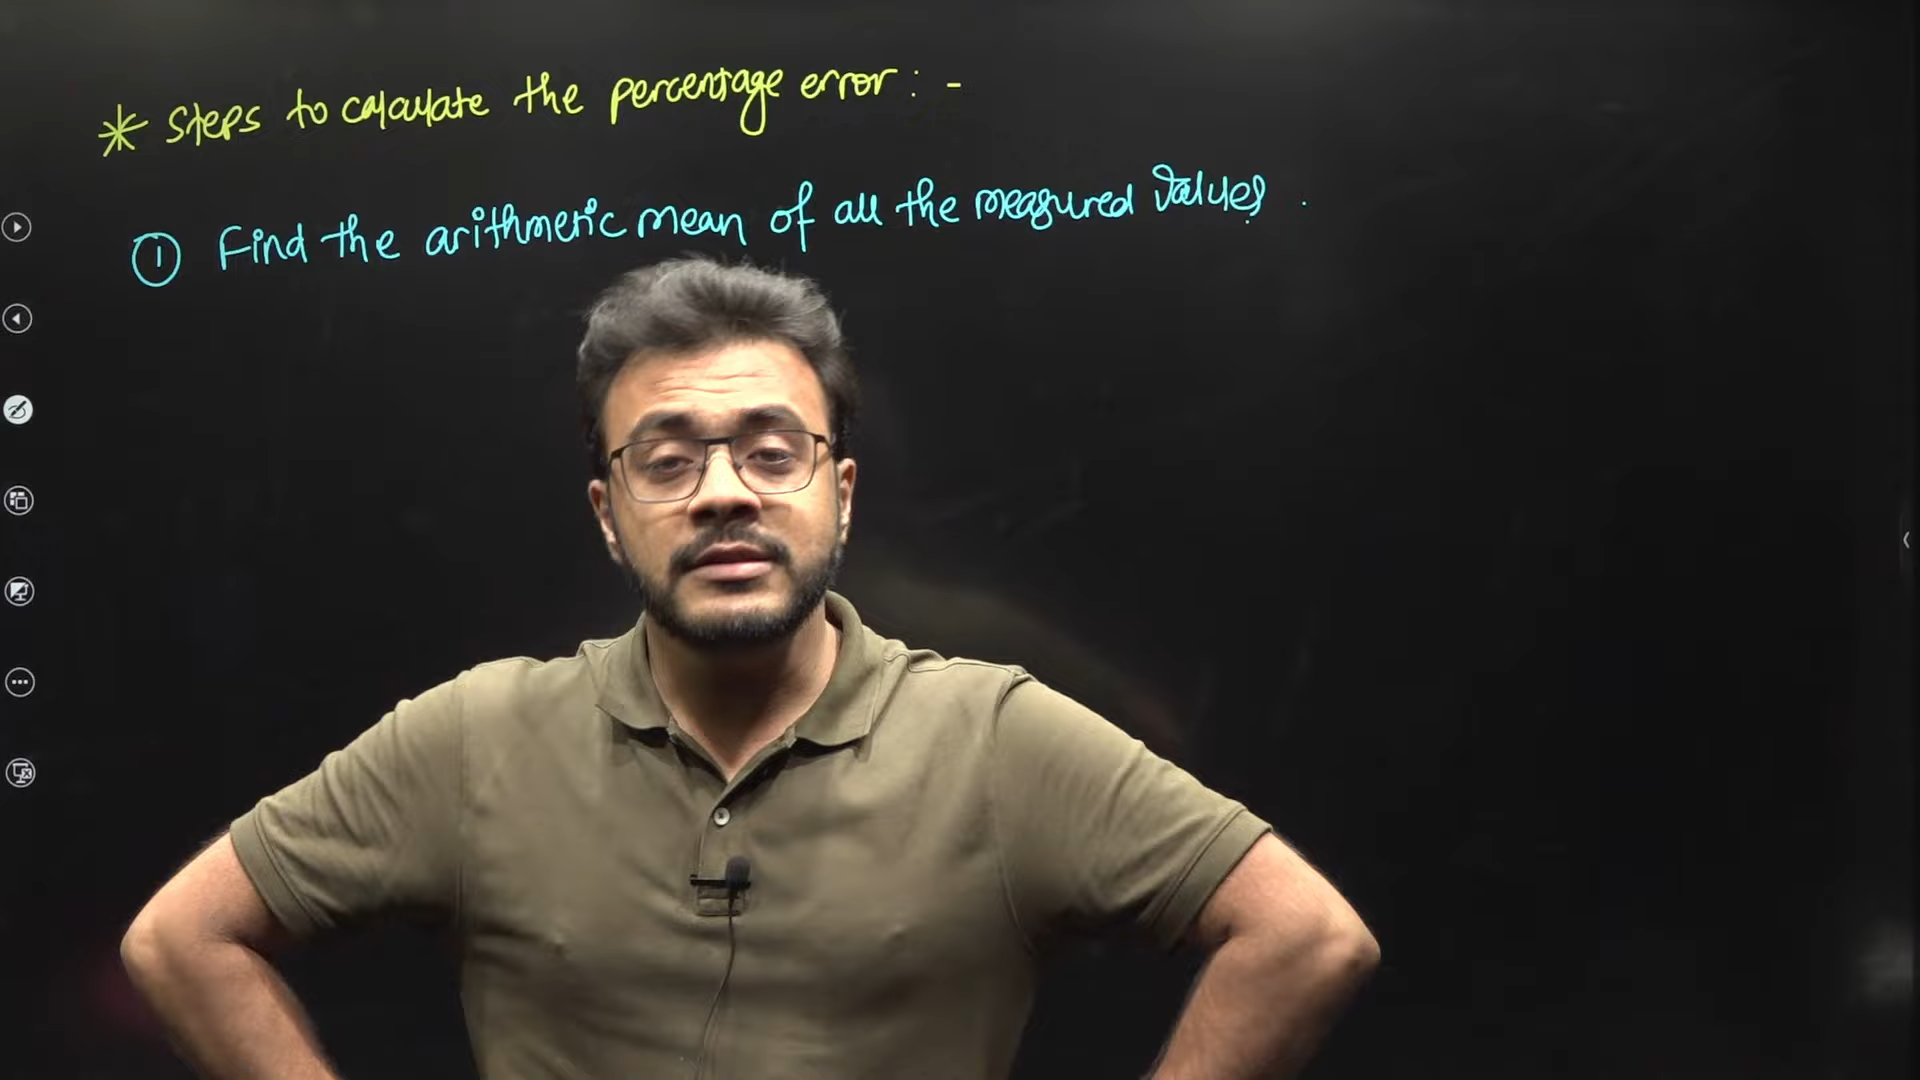 * Steps to calculate the percentage error : -
① Find the arithmetic mean of all the measured values .